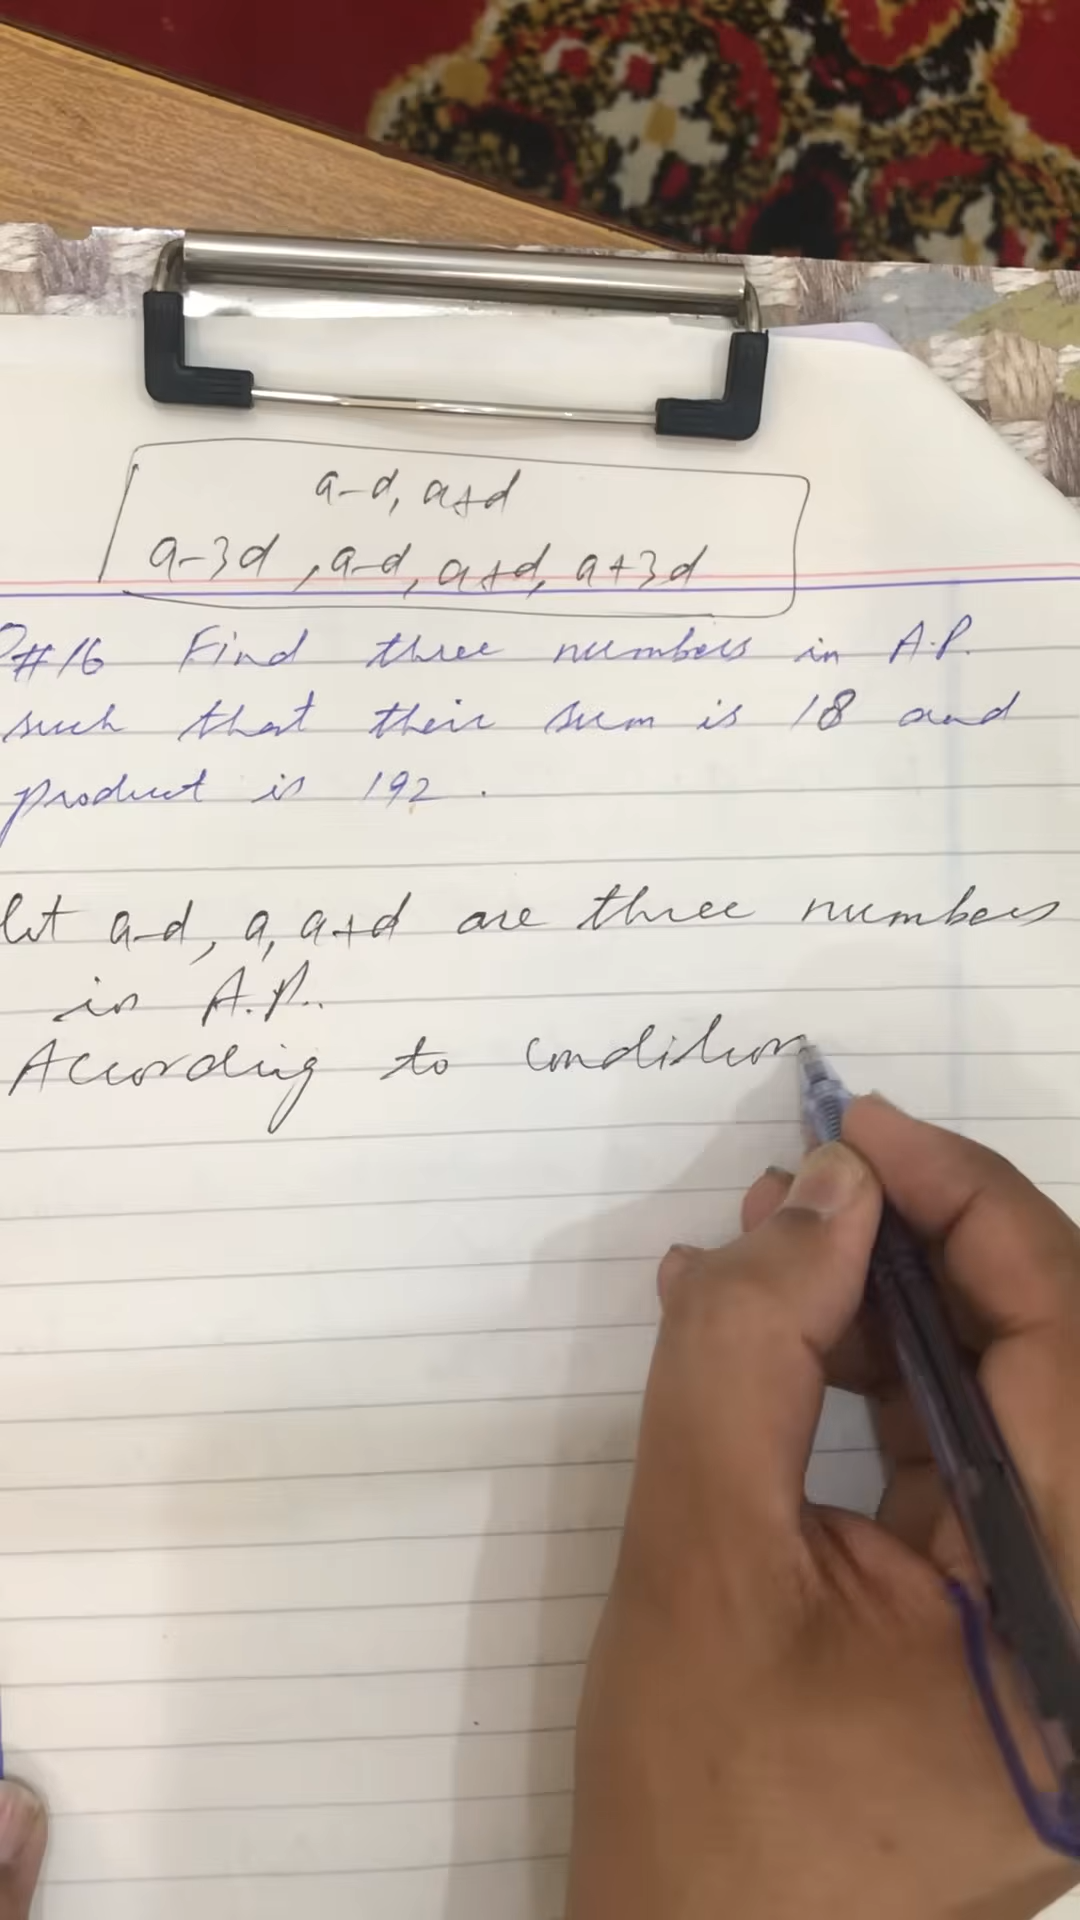 a-d, a+d
a-3d, a-d, a+d, a+3d
Q#16 Find three numbers in A.P.
such that their sum is 18 and
product is 192.
let a-d, a, a+d are three numbers
in A.P.
According to condition